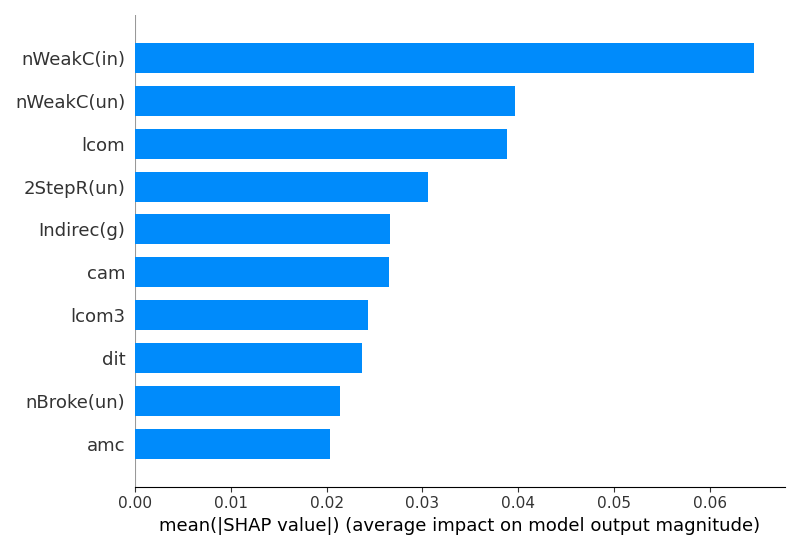 nWeakC(in)
nWeakC(un)
lcom
2StepR(un)
Indirec(g)
cam
lcom3
dit
nBroke(un)
amc
0.00 0.01 0.02 0.03 0.04 0.05 0.06
mean(|SHAP value|) (average impact on model output magnitude)